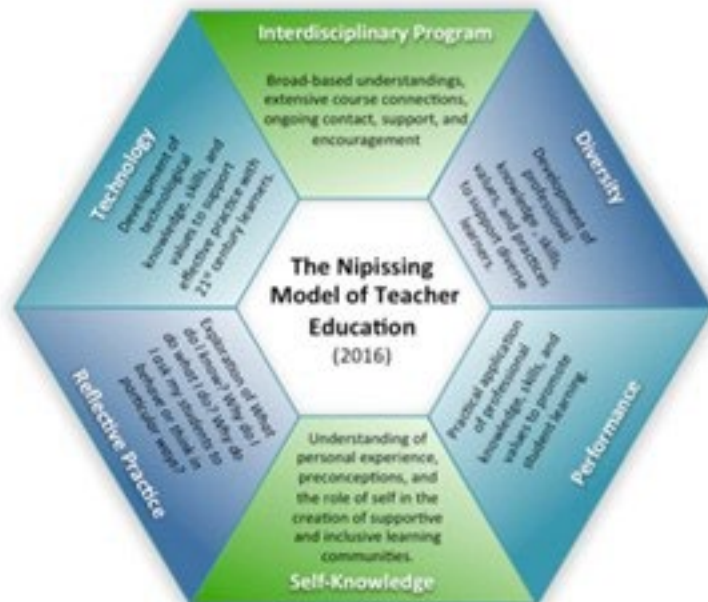 Interdisciplinary Program
Broad-based understandings,
extensive course connections,
ongoing contact, support, and
encouragement
Diversity
Development of
professional
knowledge, skills,
values, and practices
to support diverse
learners.
Performance
Practical application
of professional
knowledge, skills, and
values to promote
student learning.
Understanding of
personal experience,
preconceptions, and
the role of self in the
creation of supportive
and inclusive learning
communities.
Self-Knowledge
Reflective Practice
Exploration of What
do I know? Why do I
do what I do? Why do
I ask my students to
behave or think in
particular ways?
Technology
Development of
technological
knowledge, skills, and
values to support
effective practice with
21st century learners.
The Nipissing
Model of Teacher
Education
(2016)